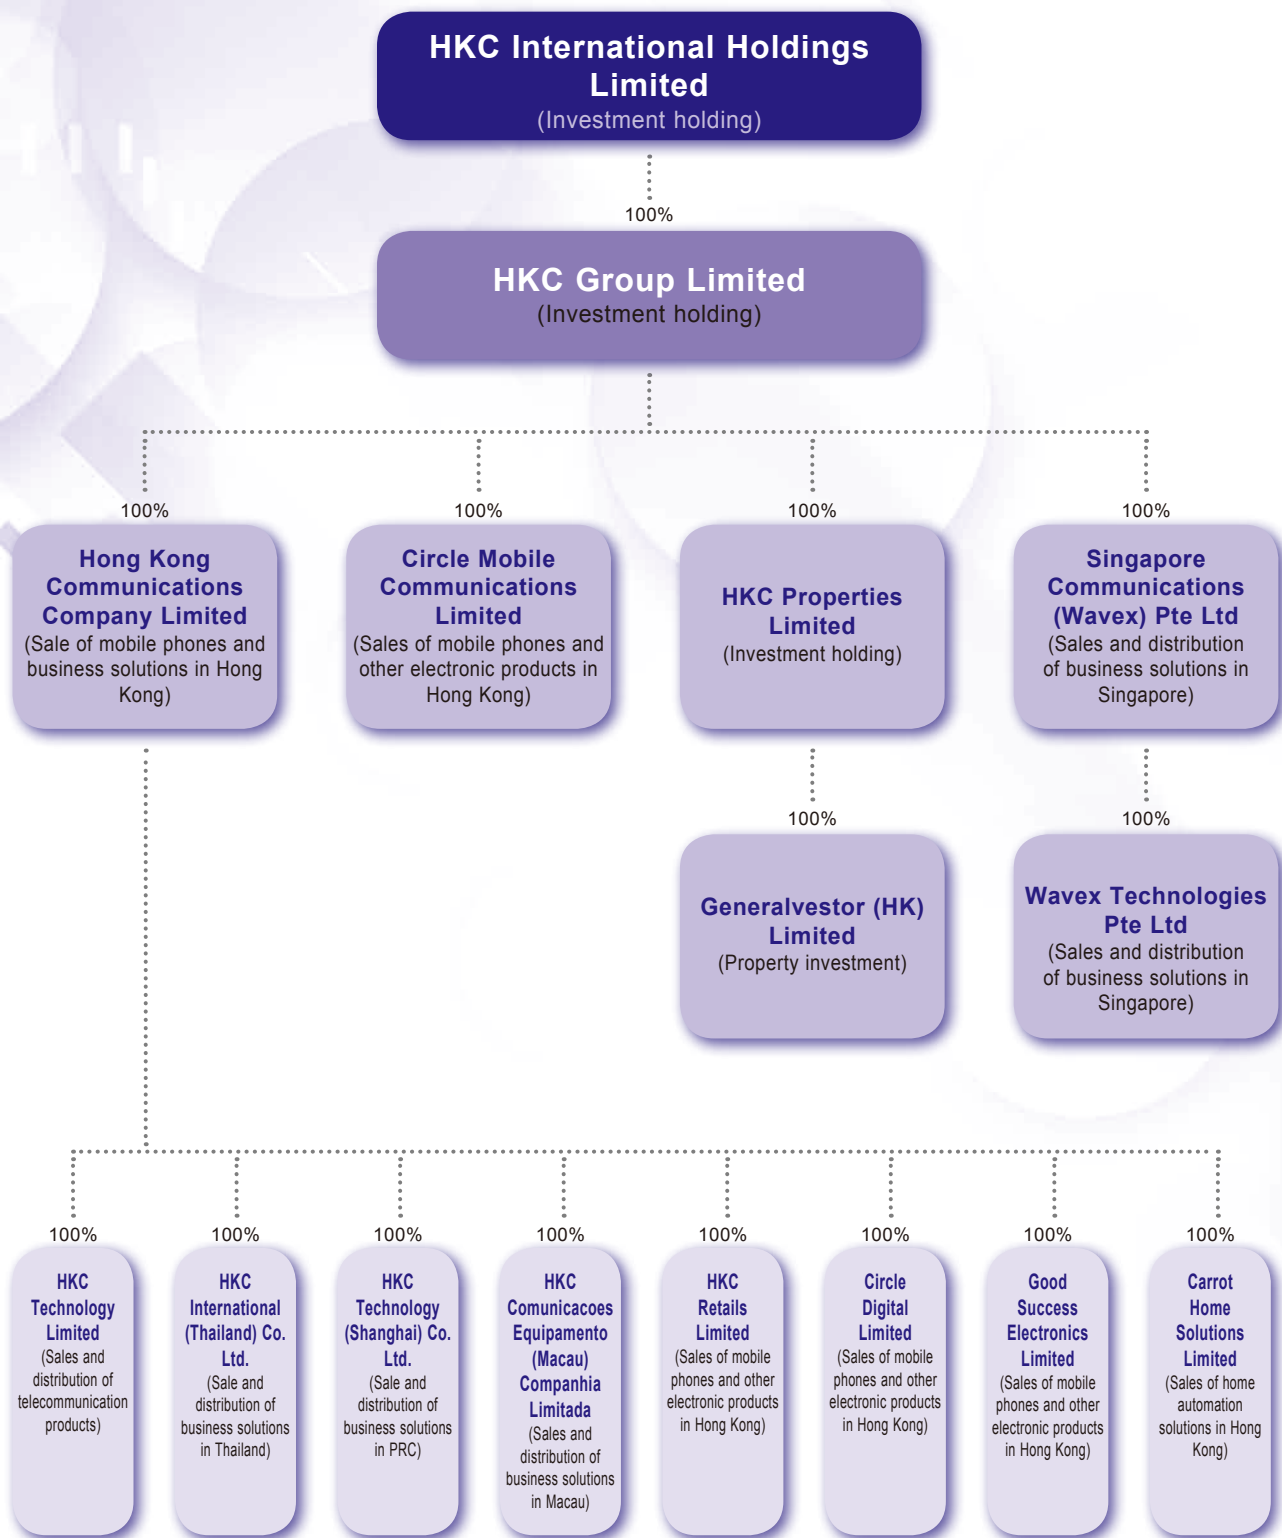 HKC International Holdings
Limited
(Investment holding)
100%
HKC Group Limited
(Investment holding)
100%
100%
100%
100%
Hong Kong
Communications
Company Limited
(Sale of mobile phones and
business solutions in Hong
Kong)
Circle Mobile
Communications
Limited
(Sales of mobile phones and
other electronic products in
Hong Kong)
HKC Properties
Limited
(Investment holding)
Singapore
Communications
(Wavex) Pte Ltd
(Sales and distribution
of business solutions in
Singapore)
100%
100%
Generalvestor (HK)
Limited
(Property investment)
Wavex Technologies
Pte Ltd
(Sales and distribution
of business solutions in
Singapore)
100%
100%
100%
100%
100%
100%
100%
100%
HKC
Technology
Limited
(Sales and
distribution of
telecommunication
products)
HKC
International
(Thailand) Co.
Ltd.
(Sale and
distribution of
business solutions
in Thailand)
HKC
Technology
(Shanghai) Co.
Ltd.
(Sale and
distribution of
business solutions
in PRC)
HKC
Comunicacoes
Equipamento
(Macau)
Companhia
Limitada
(Sales and
distribution of
business solutions
in Macau)
HKC
Retails
Limited
(Sales of mobile
phones and other
electronic products
in Hong Kong)
Circle
Digital
Limited
(Sales of mobile
phones and other
electronic products
in Hong Kong)
Good
Success
Electronics
Limited
(Sales of mobile
phones and other
electronic products
in Hong Kong)
Carrot
Home
Solutions
Limited
(Sales of home
automation
solutions in Hong
Kong)